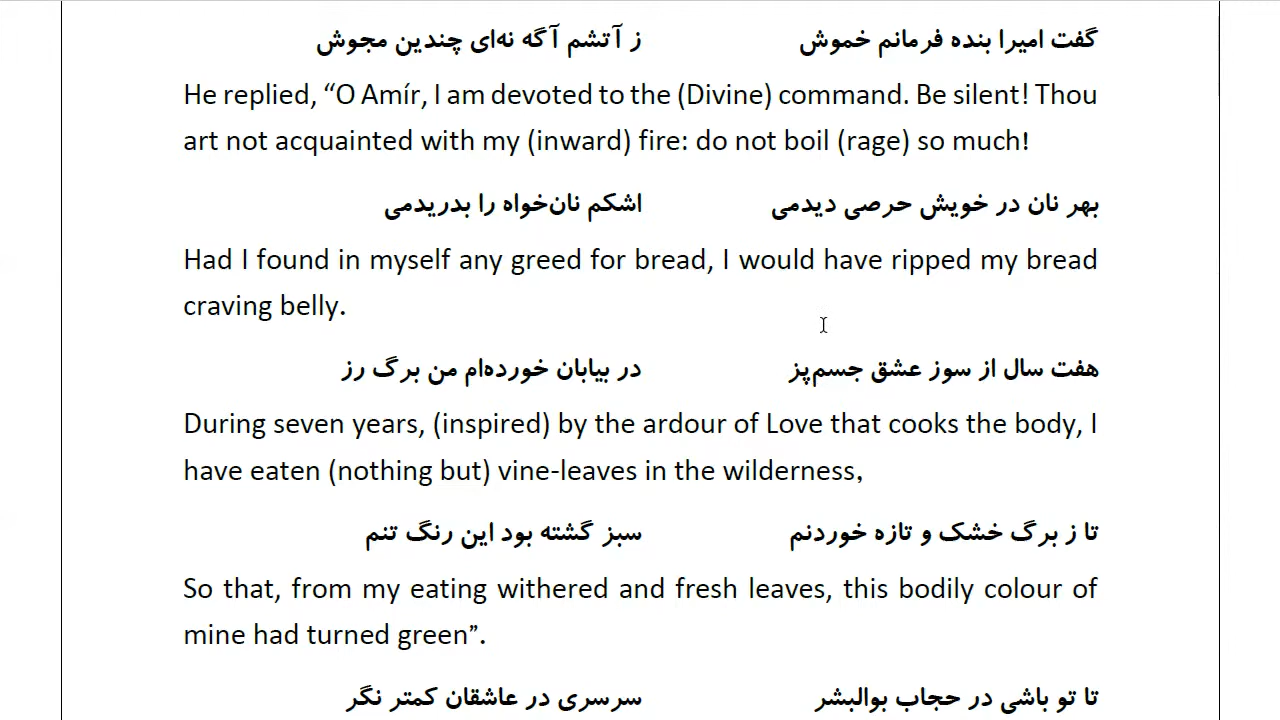 گفت امیرا بنده فرمانم خموش ز آتشم آگه نه‌ای چندین مجوش
He replied, “O Amír, I am devoted to the (Divine) command. Be silent! Thou
art not acquainted with my (inward) fire: do not boil (rage) so much!
بهر نان در خویش حرصی دیدمی اشکم نان‌خواه را بدریدمی
Had I found in myself any greed for bread, I would have ripped my bread
craving belly.
هفت سال از سوز عشق جسم‌پز در بیابان خورده‌ام من برگ رز
During seven years, (inspired) by the ardour of Love that cooks the body, I
have eaten (nothing but) vine-leaves in the wilderness,
تا ز برگ خشک و تازه خوردنم سبز گشته بود این رنگ تنم
So that, from my eating withered and fresh leaves, this bodily colour of
mine had turned green”.
تا تو باشی در حجاب بوالبشر سرسری در عاشقان کمتر نگر